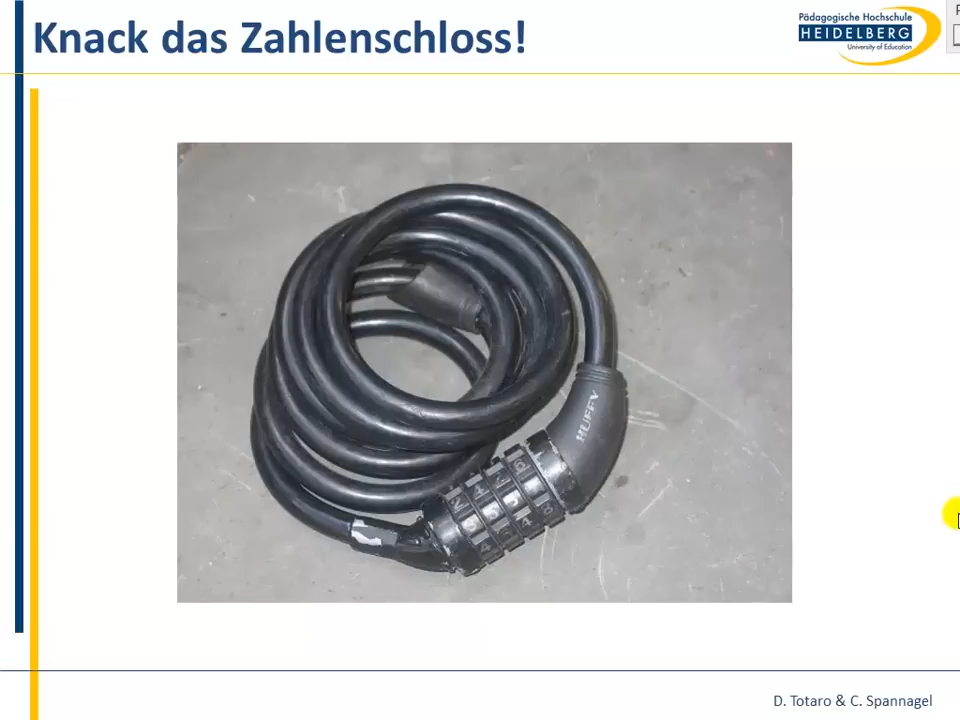 Knack das Zahlenschloss!
Pädagogische Hochschule
HEIDELBERG
University of Education
HUFFY
D. Totaro & C. Spannagel